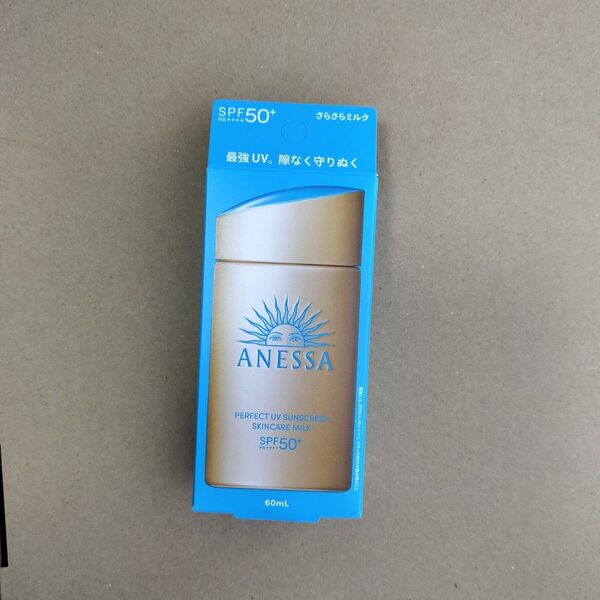 SPF50+
PA++++
さらさらミルク
最強UV。隙なく守りぬく
ANESSA
PERFECT UV SUNSCREEN
SKINCARE MILK
SPF50+
PA++++
60mL